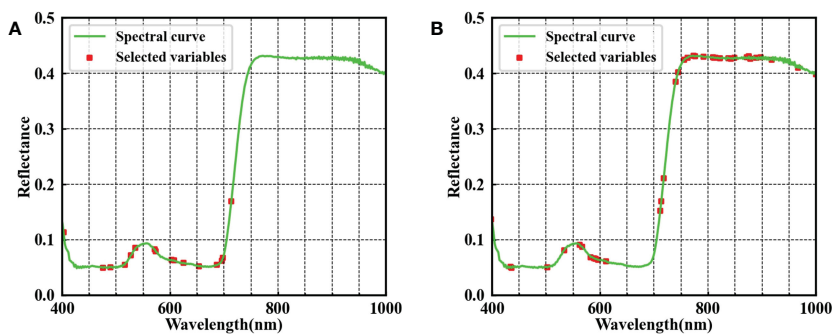 A
0.5
0.4
0.3
0.2
0.1
0.0
Reflectance
Spectral curve
Selected variables
400
600
800
1000
Wavelength(nm)
B
0.5
0.4
0.3
0.2
0.1
0.0
Reflectance
Spectral curve
Selected variables
400
600
800
1000
Wavelength(nm)